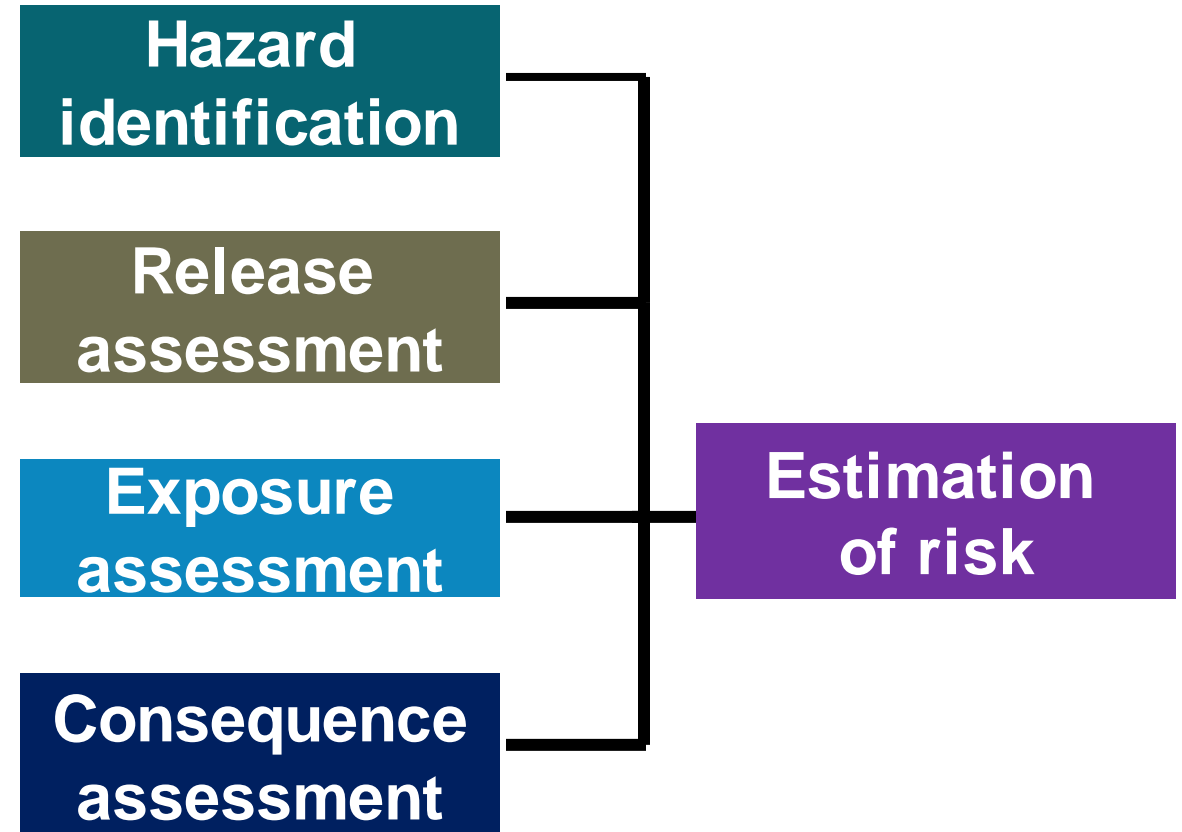 Hazard
identification
Release
assessment
Exposure
assessment
Estimation
of risk
Consequence
assessment